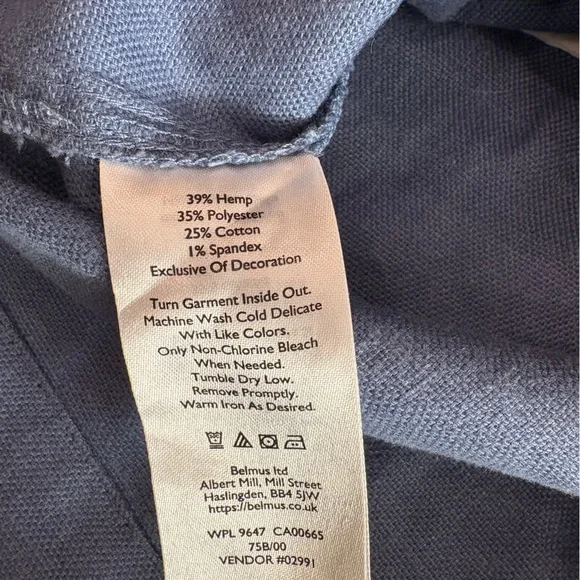 39% Hemp
35% Polyester
25% Cotton
1% Spandex
Exclusive Of Decoration
Turn Garment Inside Out.
Machine Wash Cold Delicate
With Like Colors.
Only Non-Chlorine Bleach
When Needed.
Tumble Dry Low.
Remove Promptly.
Warm Iron As Desired.
Belmus ltd
Albert Mill, Mill Street
Haslingden, BB4 5JW
https://belmus.co.uk
WPL 9647 CA00665
75B/00
VENDOR #02991